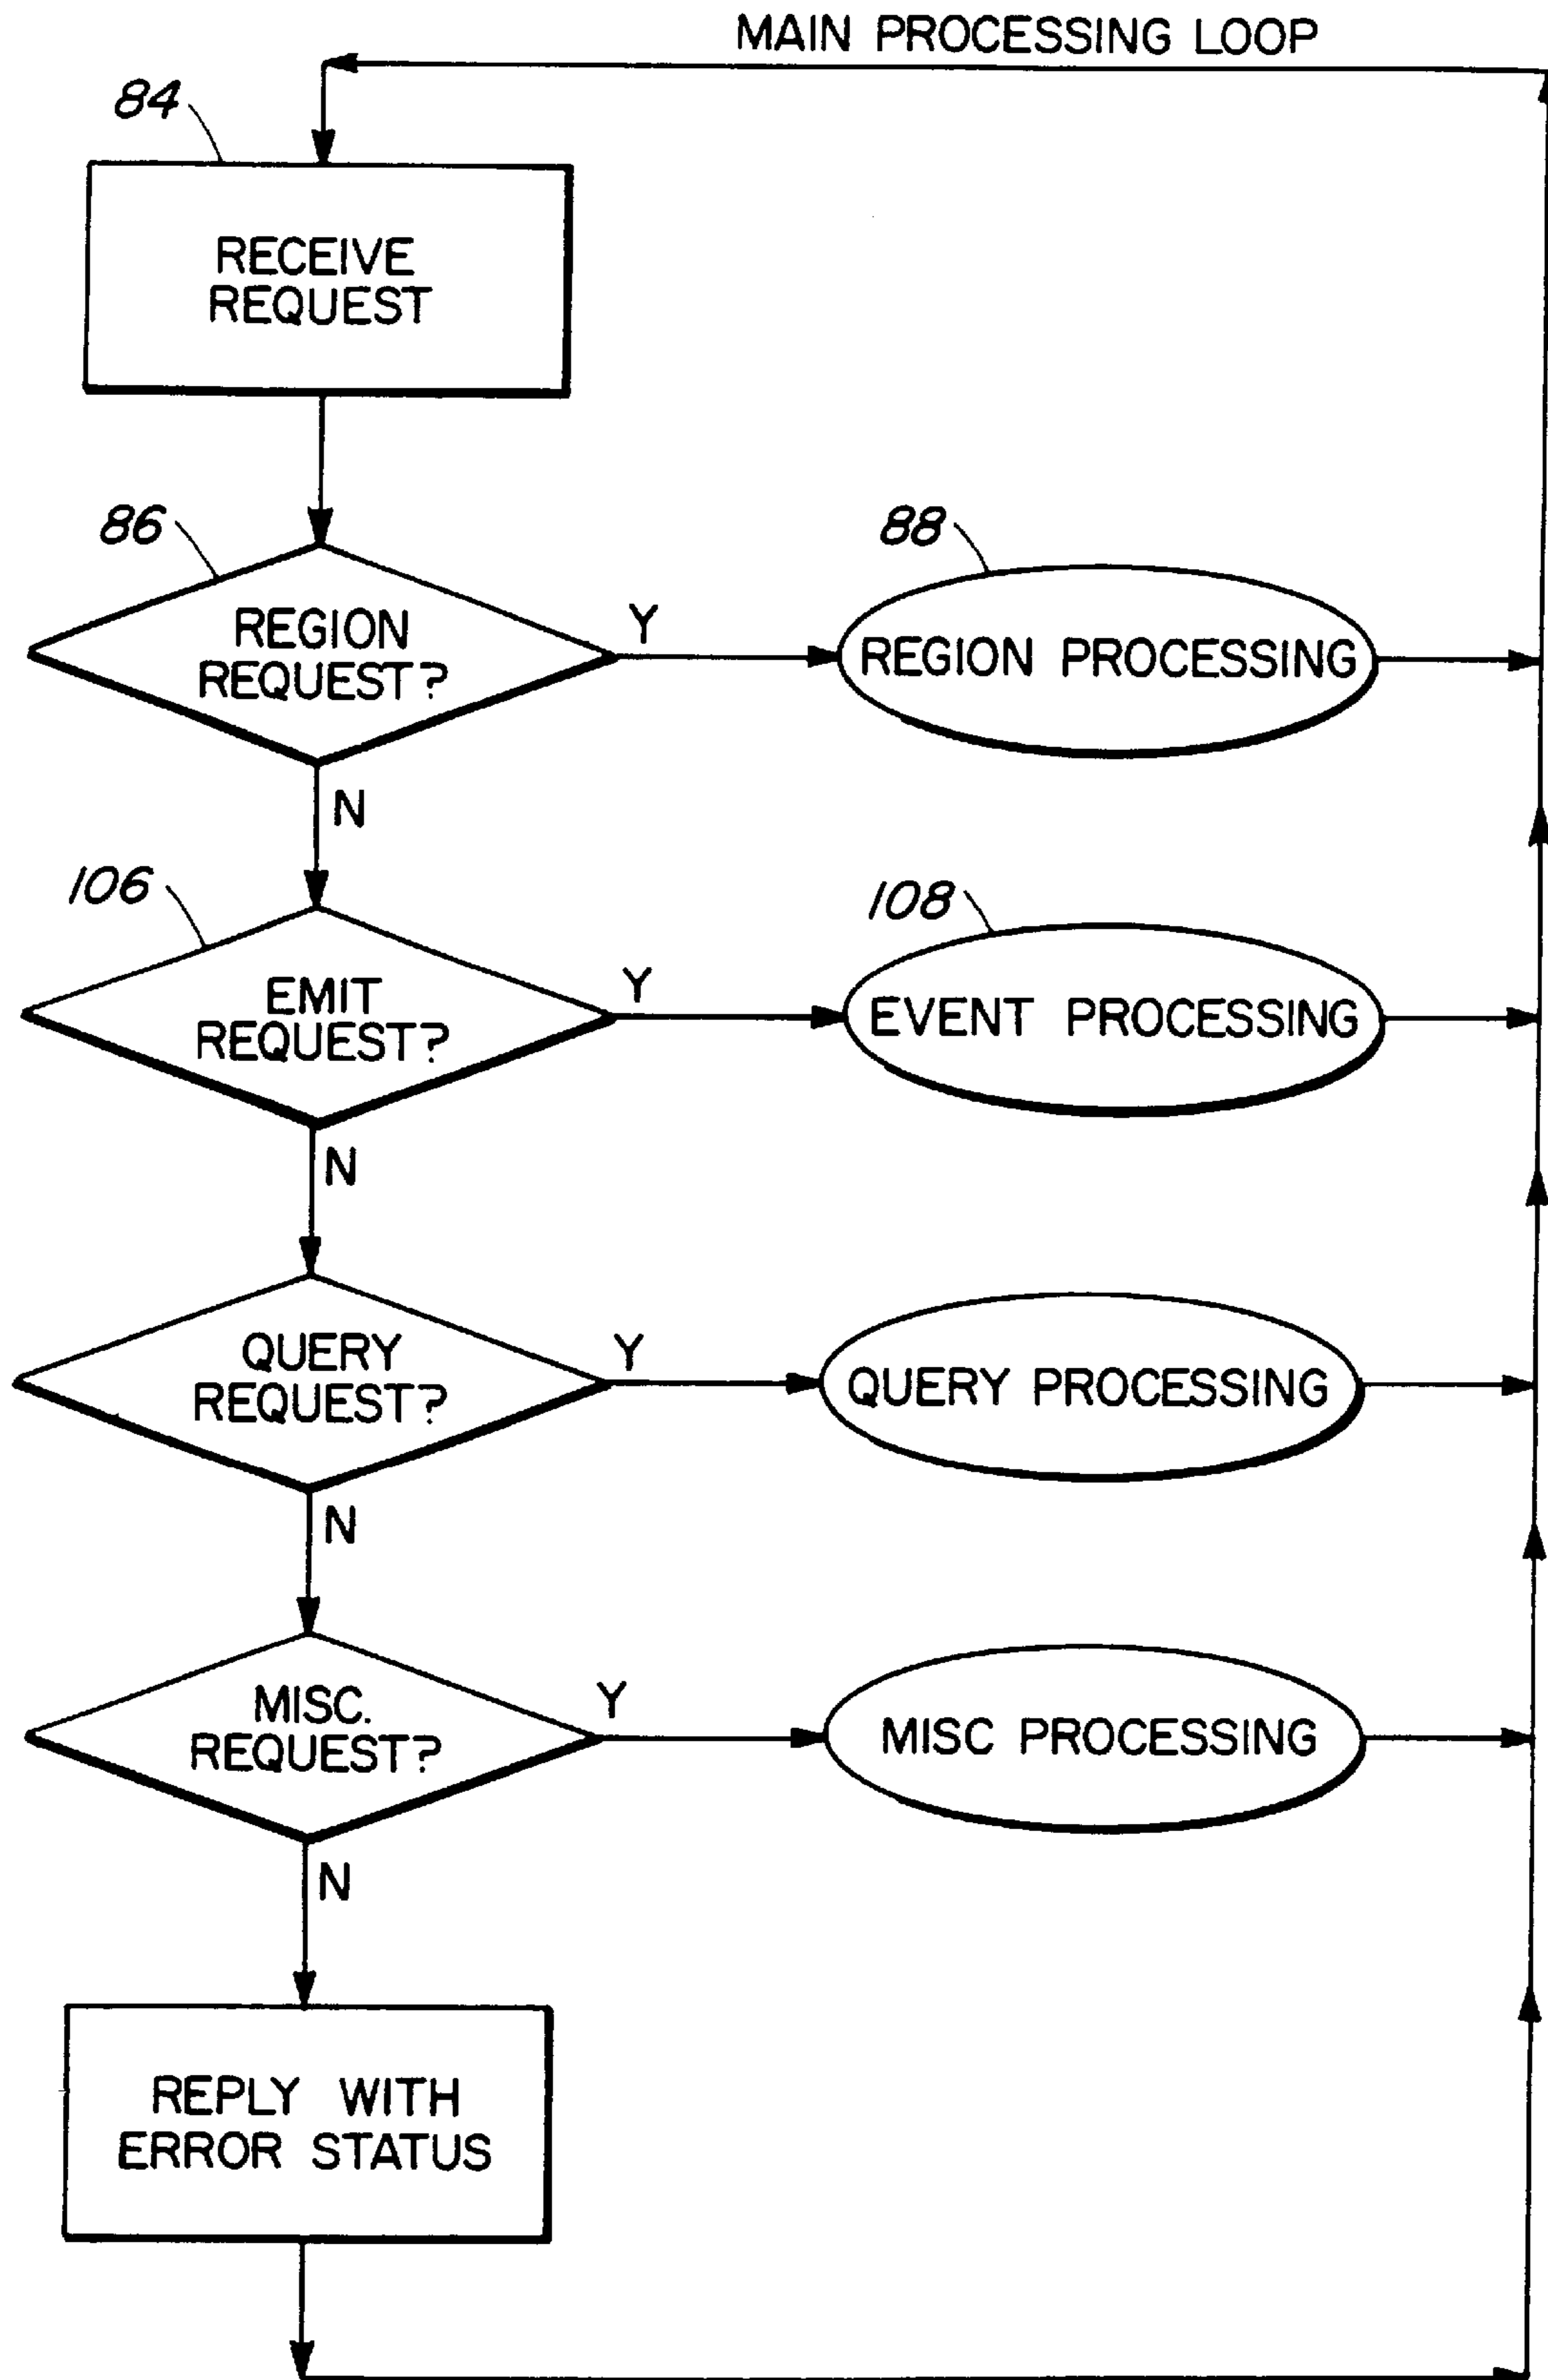 MAIN PROCESSING LOOP
84
RECEIVE
REQUEST
86
REGION
REQUEST?
Y
88
REGION PROCESSING
N
106
EMIT
REQUEST?
Y
108
EVENT PROCESSING
N
QUERY
REQUEST?
Y
QUERY PROCESSING
N
MISC.
REQUEST?
Y
MISC PROCESSING
N
REPLY WITH
ERROR STATUS